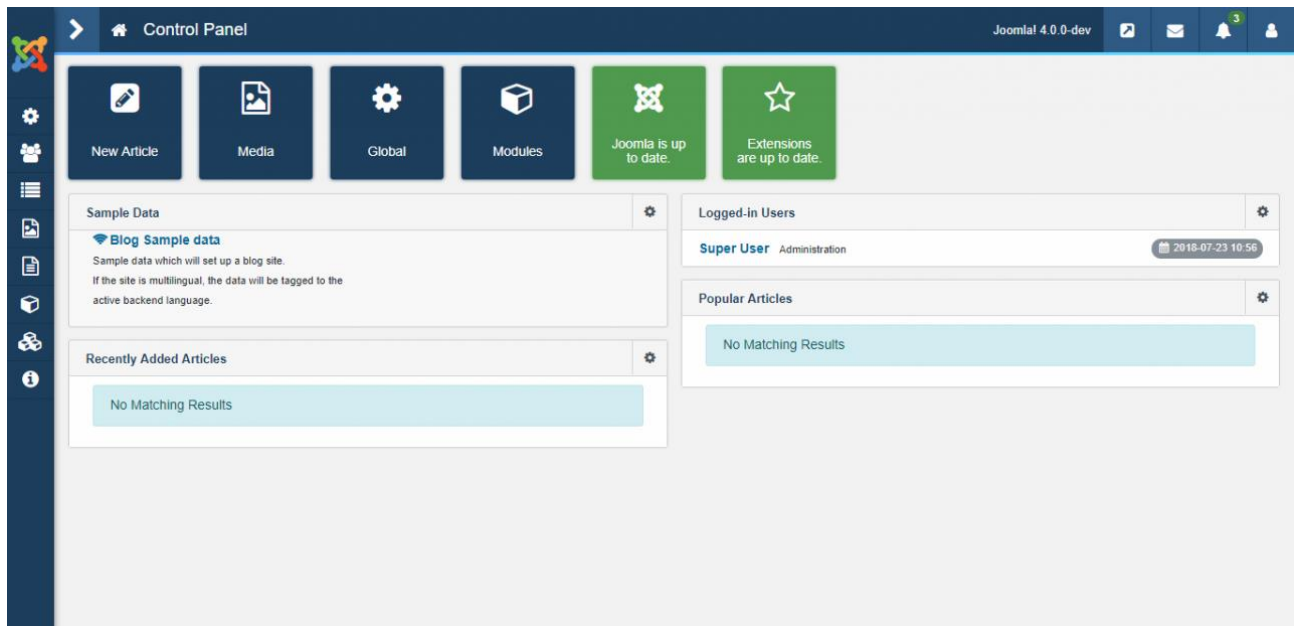 Control Panel
Joomla! 4.0.0-dev
3
New Article
Media
Global
Modules
Joomla is up
to date.
Extensions
are up to date.
Sample Data
Blog Sample data
Sample data which will set up a blog site.
If the site is multilingual, the data will be tagged to the
active backend language.
Recently Added Articles
No Matching Results
Logged-in Users
Super User Administration
2018-07-23 10:56
Popular Articles
No Matching Results